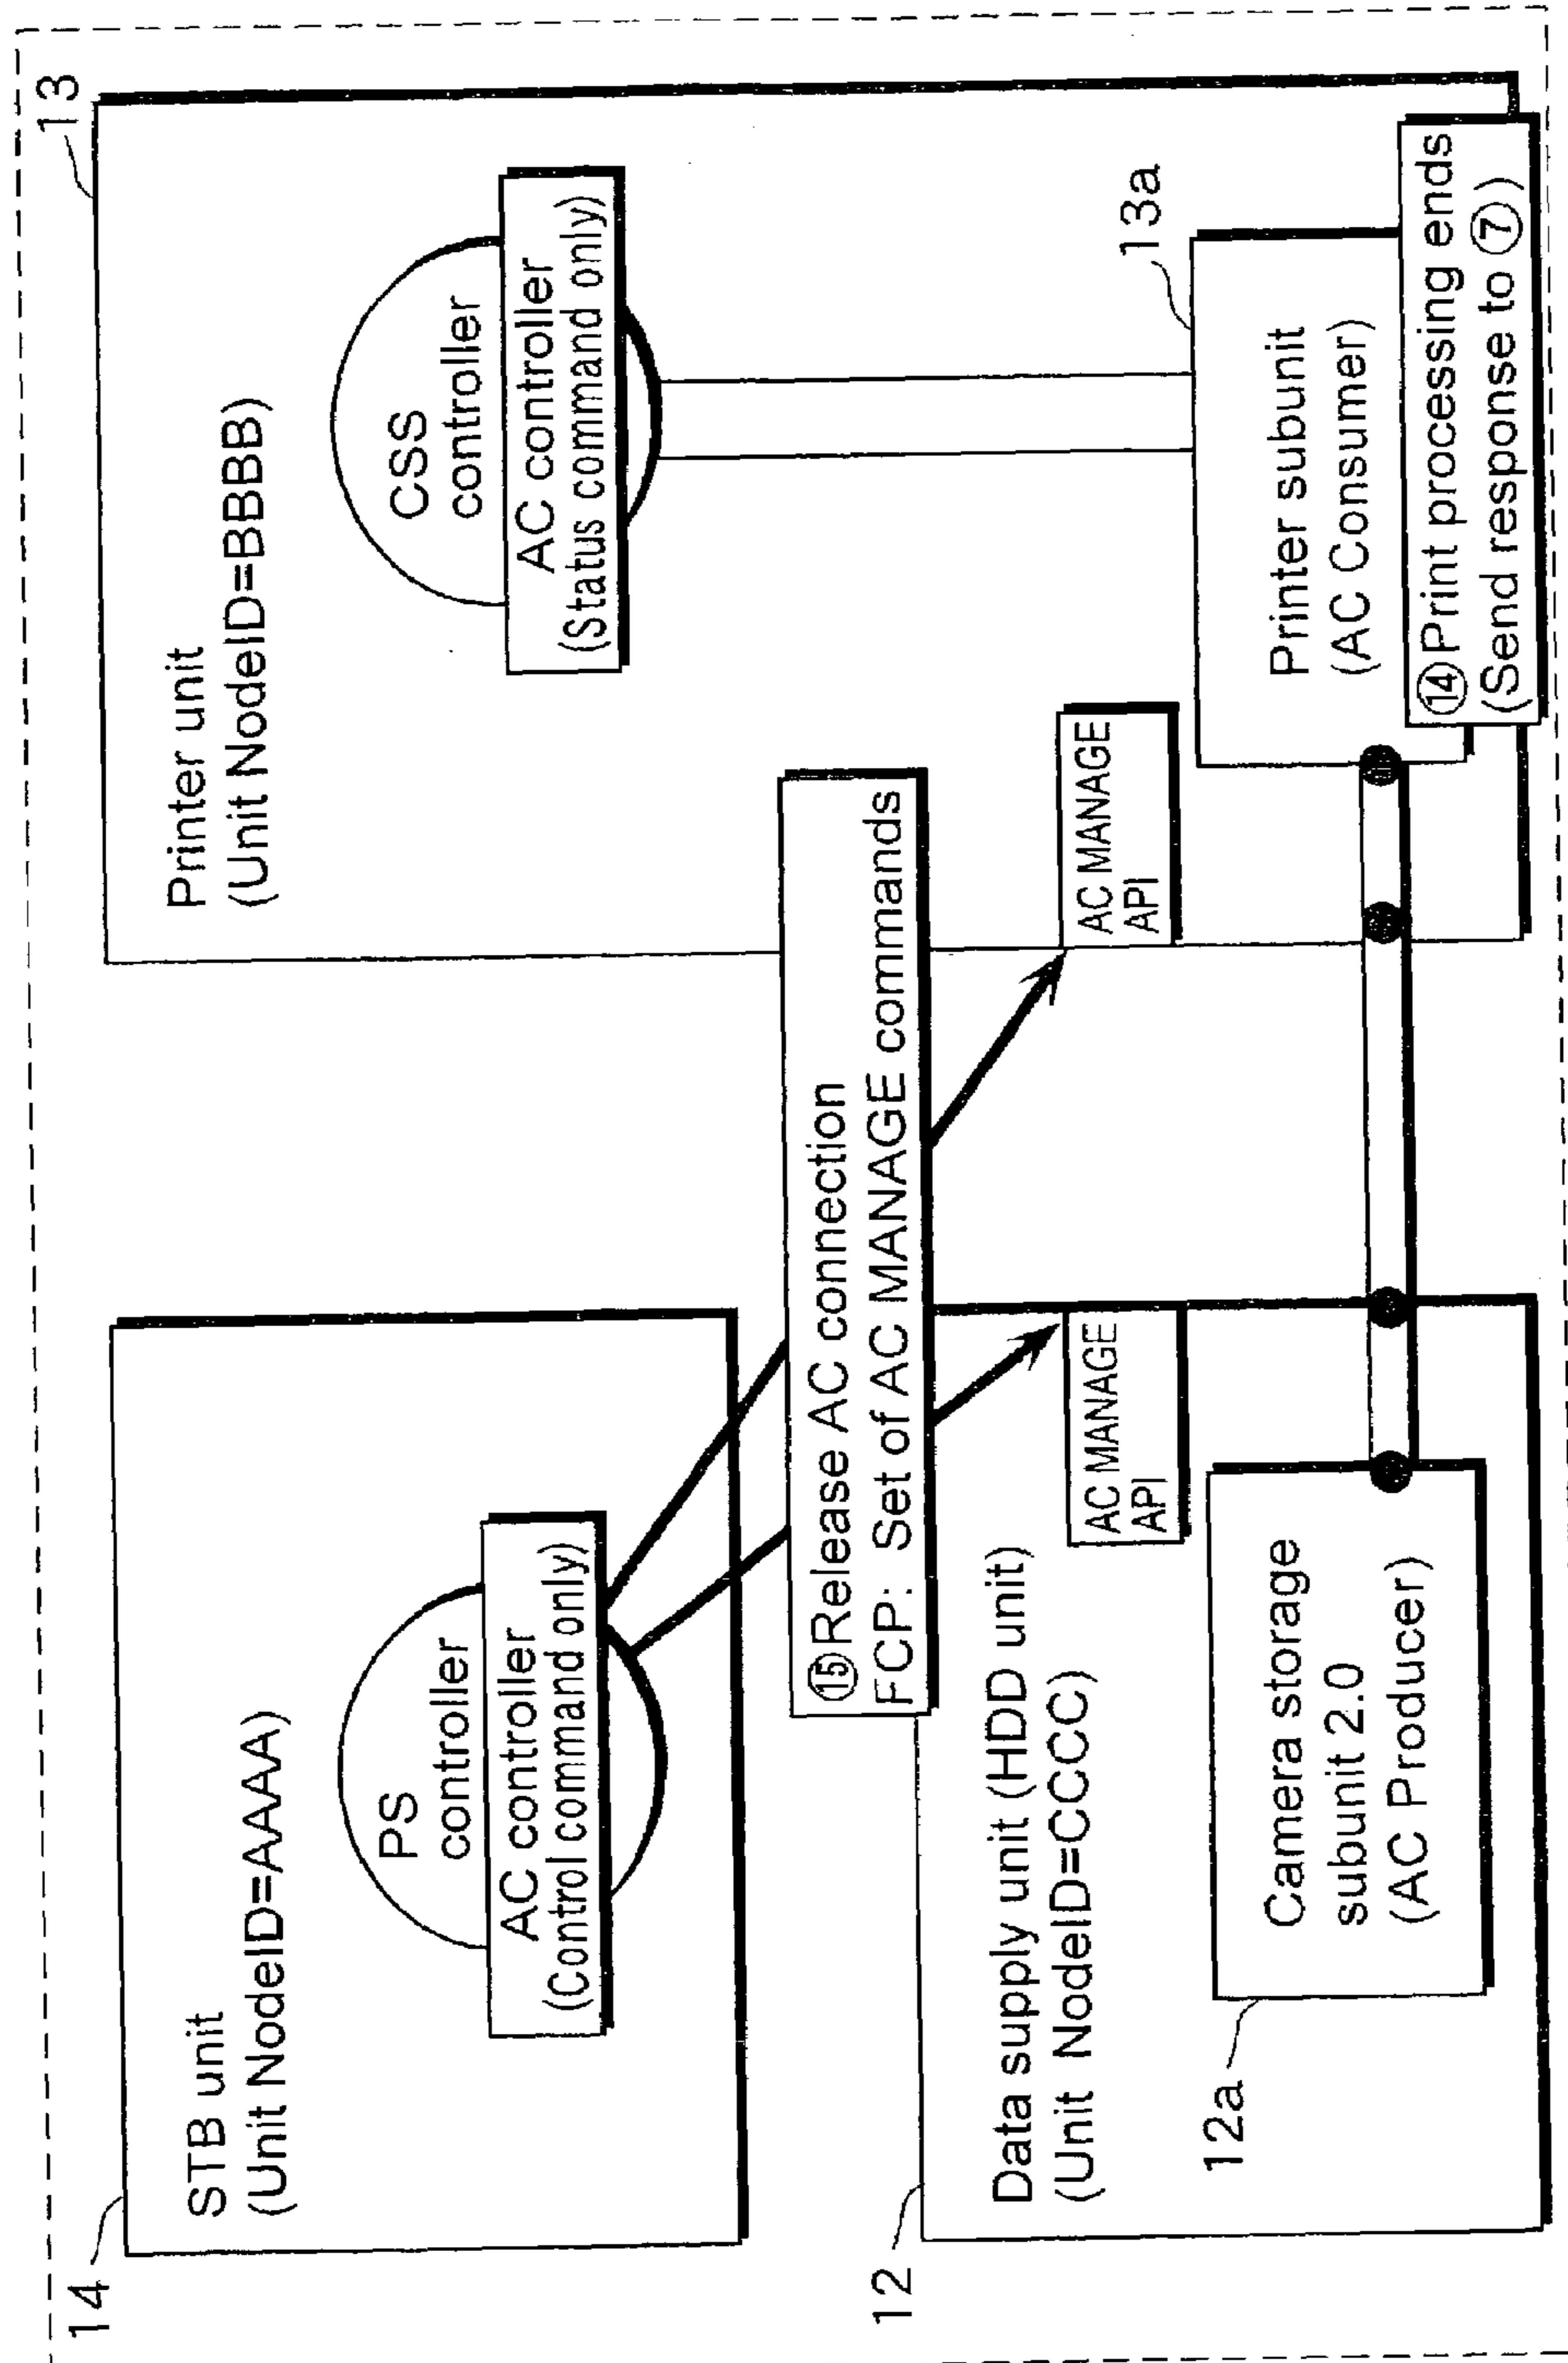 14
STB unit
(Unit NodeID=AAAA)
PS
controller
AC controller
(Control command only)
13
Printer unit
(Unit NodeID=BBBB)
CSS
controller
AC controller
(Status command only)
⑮Release AC connection
FCP: Set of AC MANAGE commands
12
Data supply unit (HDD unit)
(Unit NodeID=CCCC)
AC MANAGE
API
12a
Camera storage
subunit 2.0
(AC Producer)
AC MANAGE
API
13a
Printer subunit
(AC Consumer)
⑭Print processing ends
(Send response to ⑦)